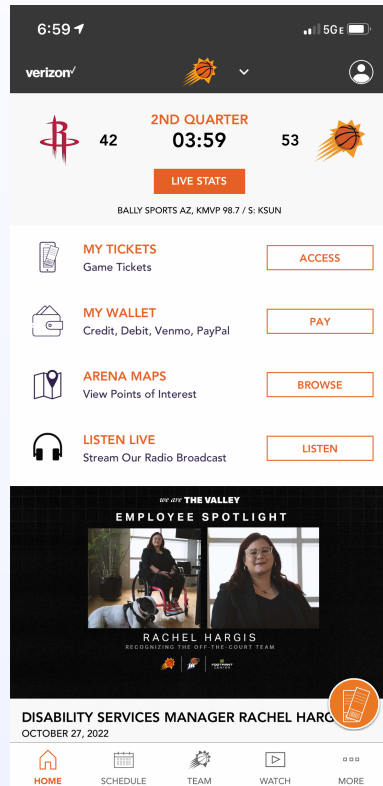 6:59
5GE
verizon✓
2ND QUARTER
42 03:59 53
LIVE STATS
BALLY SPORTS AZ, KMVP 98.7 / S: KSUN
MY TICKETS
Game Tickets
ACCESS
MY WALLET
Credit, Debit, Venmo, PayPal
PAY
ARENA MAPS
View Points of Interest
BROWSE
LISTEN LIVE
Stream Our Radio Broadcast
LISTEN
we are THE VALLEY
EMPLOYEE SPOTLIGHT
RACHEL HARGIS
RECOGNIZING THE OFF-THE-COURT TEAM
FOOTPRINT
CENTER
DISABILITY SERVICES MANAGER RACHEL HARG
OCTOBER 27, 2022
HOME SCHEDULE TEAM WATCH MORE